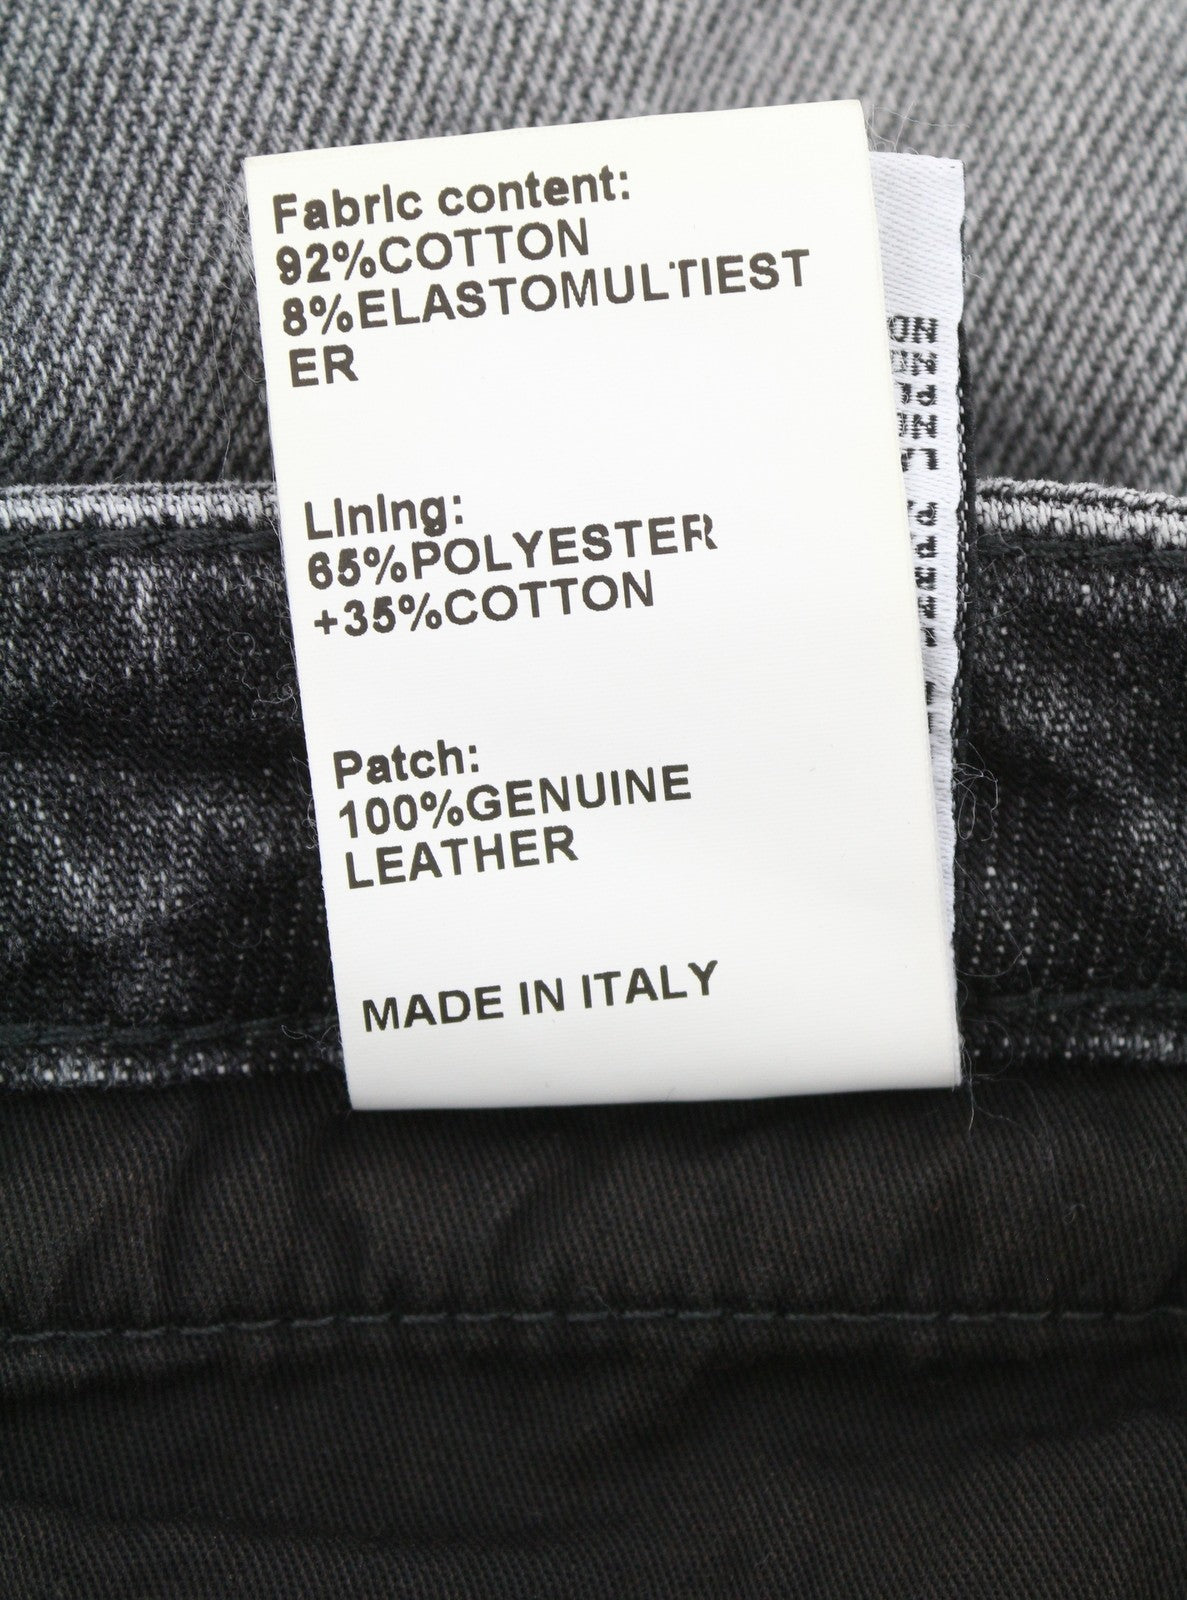 Fabric content:
92%COTTON
8%ELASTOMULTIEST
ER
Lining:
65%POLYESTER
+35%COTTON
Patch:
100%GENUINE
LEATHER
MADE IN ITALY